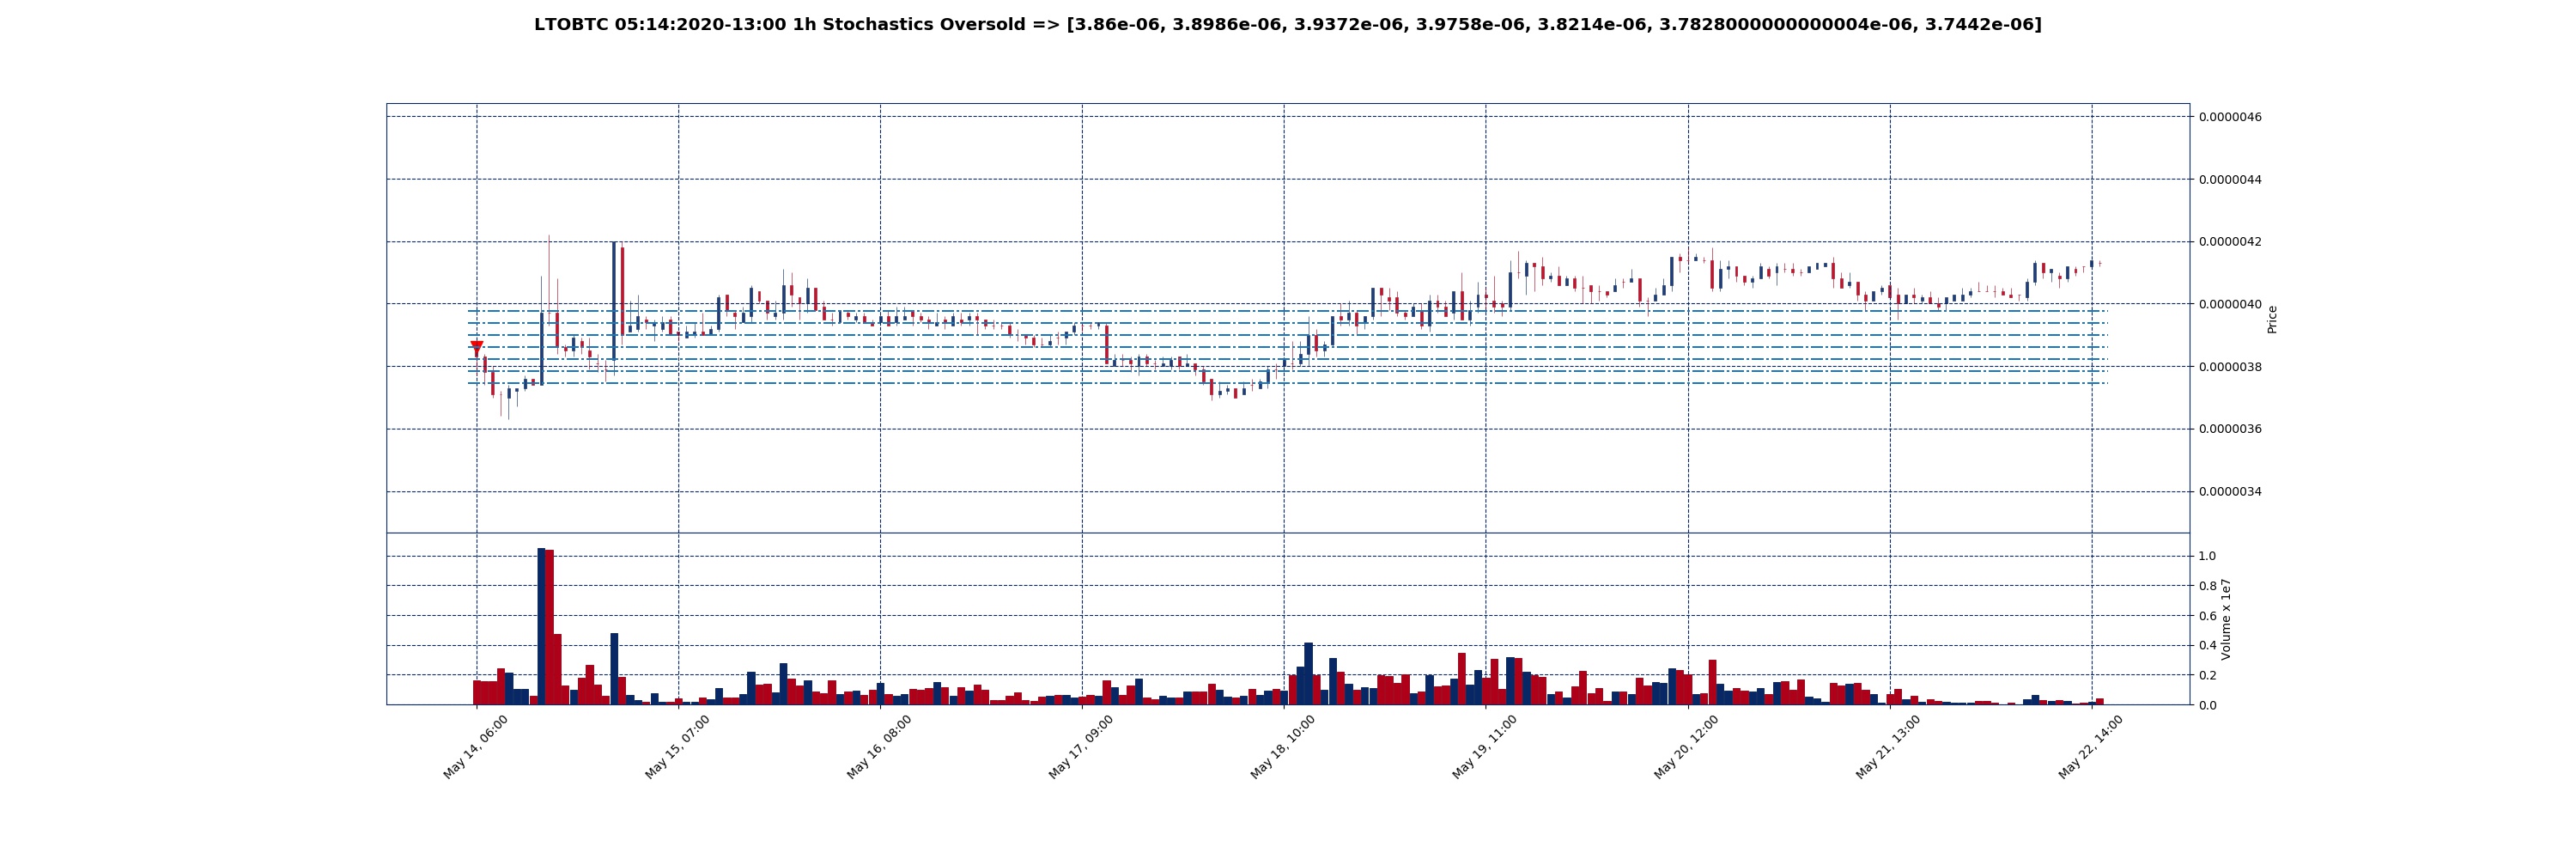 LTOBTC 05:14:2020-13:00 1h Stochastics Oversold => [3.86e-06, 3.8986e-06, 3.9372e-06, 3.9758e-06, 3.8214e-06, 3.7828000000000004e-06, 3.7442e-06]
0.0000046
0.0000044
0.0000042
0.0000040
0.0000038
0.0000036
0.0000034
Price
1.0
0.8
0.6
0.4
0.2
0.0
Volume x 1e7
May 14, 06:00
May 15, 07:00
May 16, 08:00
May 17, 09:00
May 18, 10:00
May 19, 11:00
May 20, 12:00
May 21, 13:00
May 22, 14:00